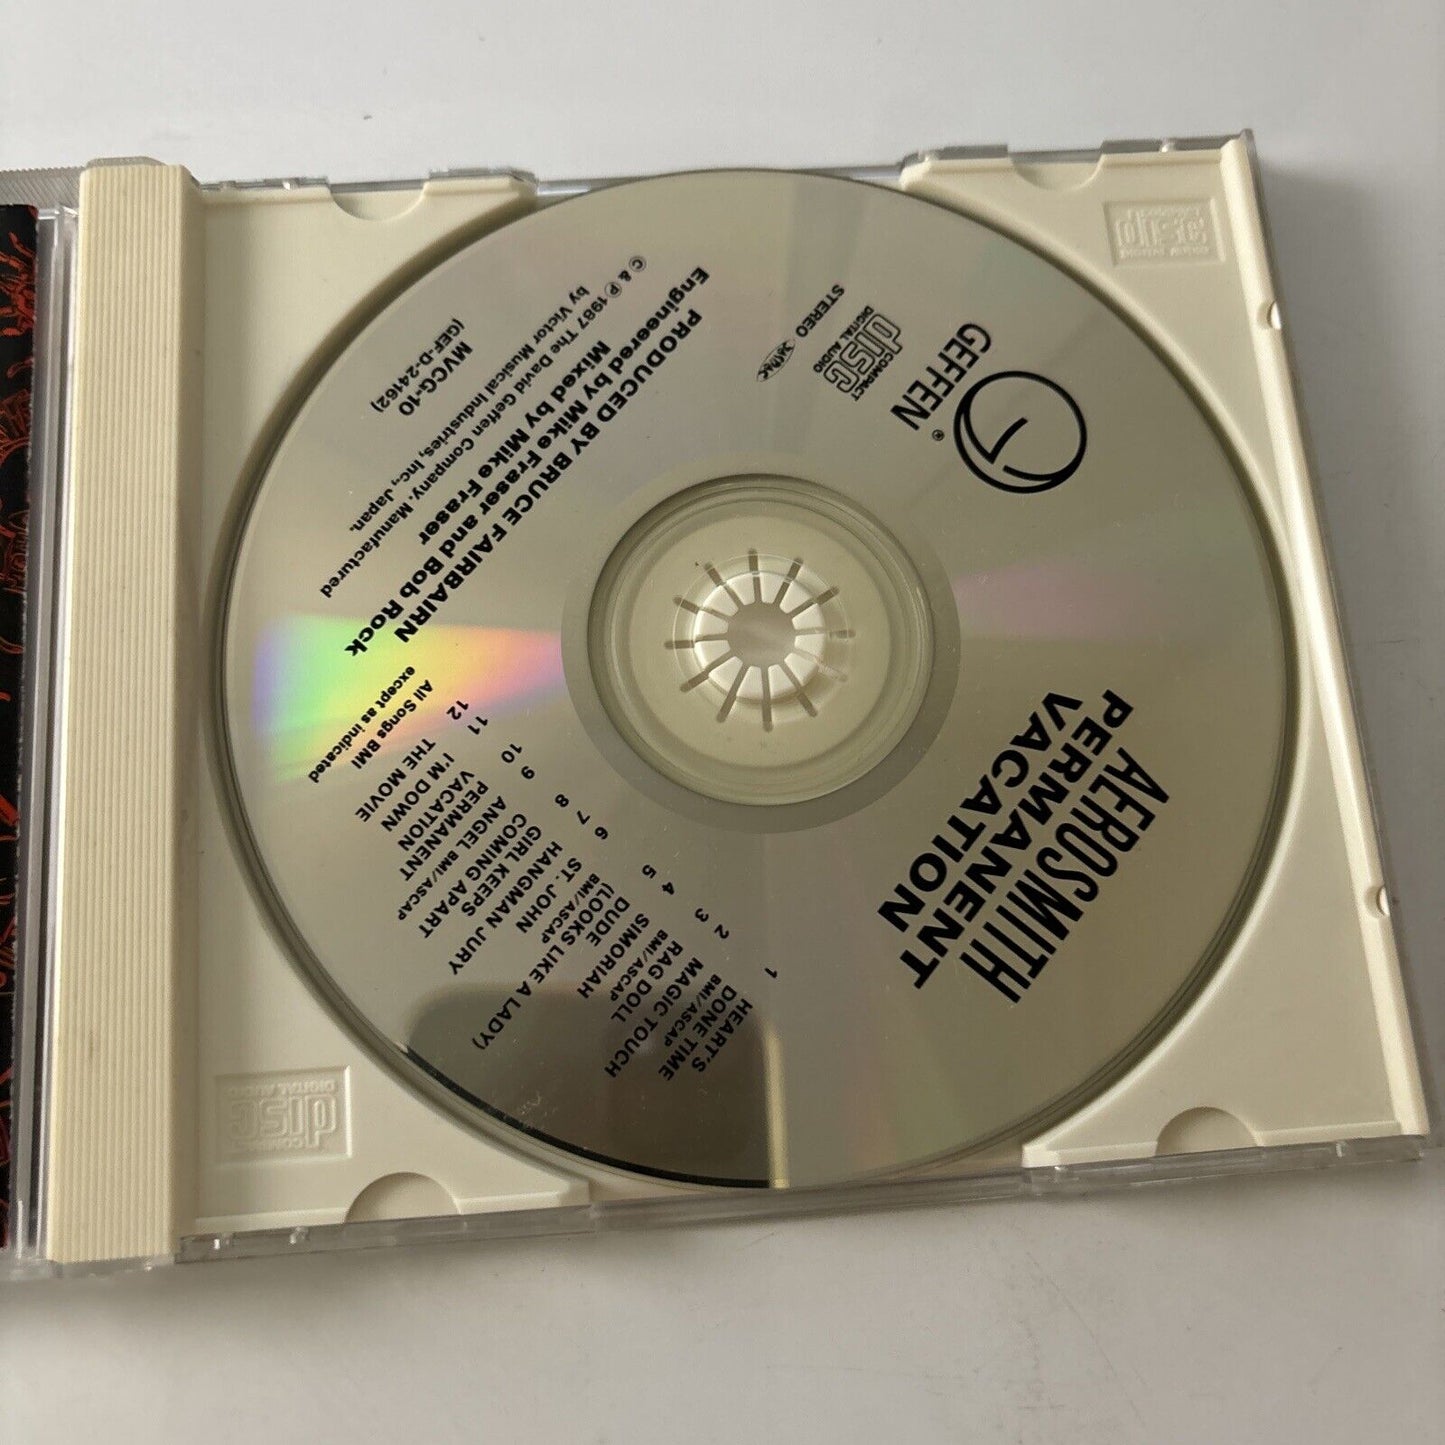 AEROSMITH
PERMANENT
VACATION
GEFFEN®
COMPACT
disc
DIGITAL AUDIO
STEREO
1 HEART'S
DONE TIME
BMI/ASCAP
2 MAGIC TOUCH
3 RAG DOLL
BMI/ASCAP
4 SIMORIAH
5 DUDE
(LOOKS LIKE A LADY)
BMI/ASCAP
6 ST. JOHN
7 HANGMAN JURY
8 GIRL KEEPS
COMING APART
9 ANGEL BMI/ASCAP
10 PERMANENT
VACATION
11 I'M DOWN
12 THE MOVIE
All Songs BMI
except as indicated
PRODUCED BY BRUCE FAIRBAIRN
Engineerred by Mike Fraser and Bob Rock
Mixed by Mike Fraser
© & ℗ 1987 The David Geffen Company. Manufactured
by Victor Musical Industries, Inc., Japan.
MVCG-10
(GEF-D-24162)
COMPACT
disc
DIGITAL AUDIO
COMPACT
disc
DIGITAL AUDIO